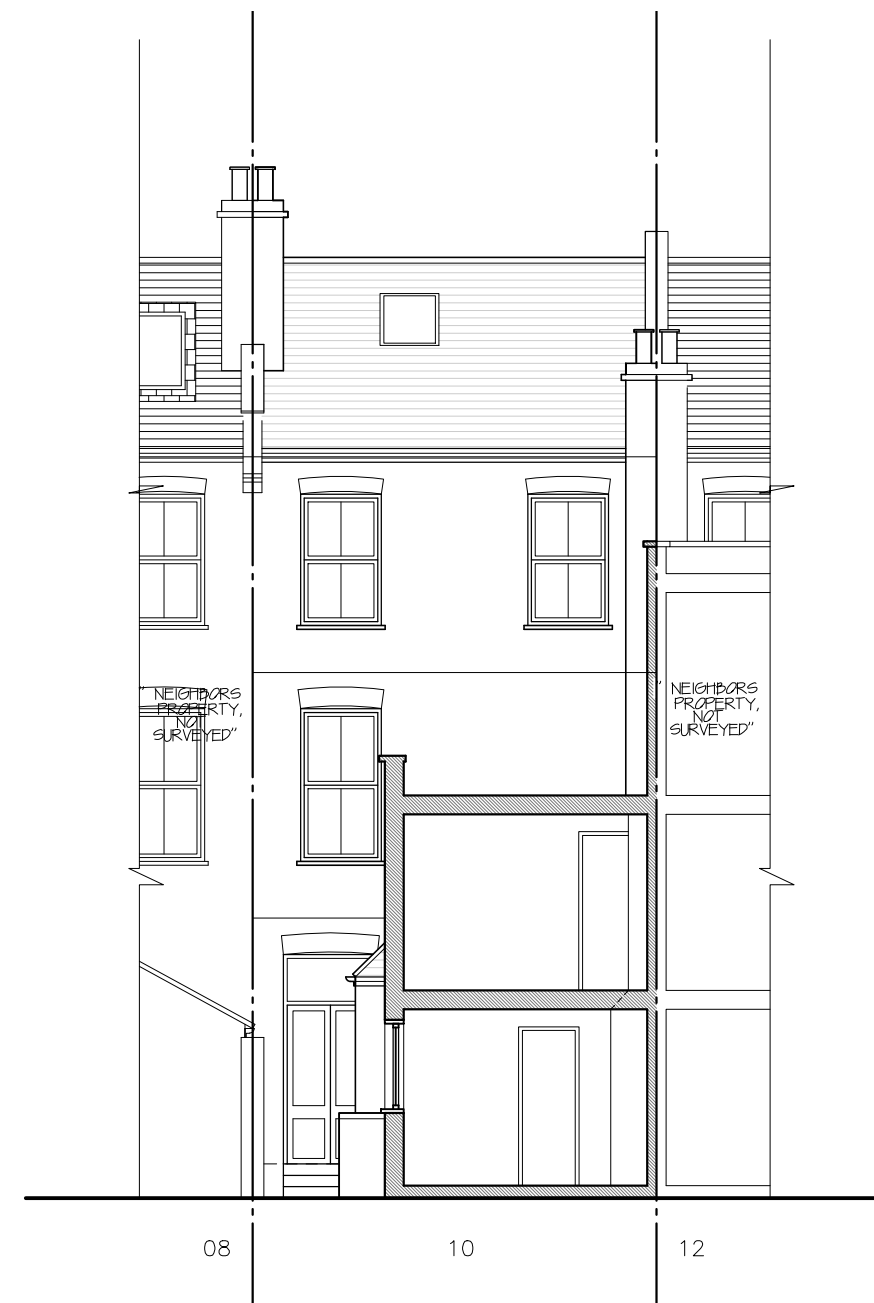 " NEIGHBORS
PROPERTY,
NOT
SURVEYED"
" NEIGHBORS
PROPERTY,
NOT
SURVEYED"
08
10
12